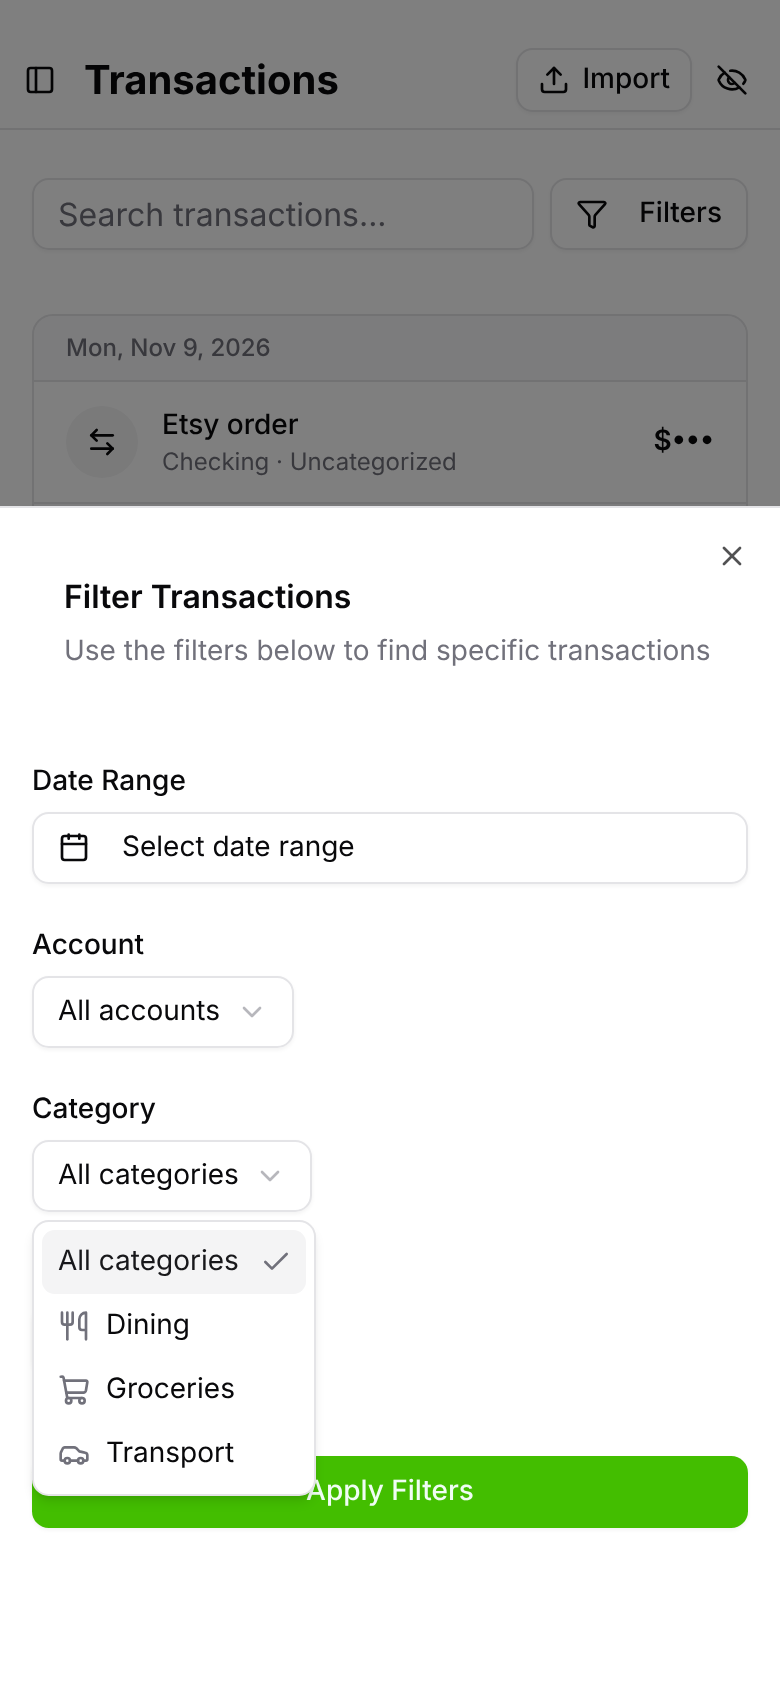 Transactions
Import
Search transactions...
Filters
Mon, Nov 9, 2026
Etsy order
$•••
Checking · Uncategorized
Filter Transactions
Use the filters below to find specific transactions
Date Range
Select date range
Account
All accounts
Category
All categories
All categories
Dining
Groceries
Transport
Apply Filters